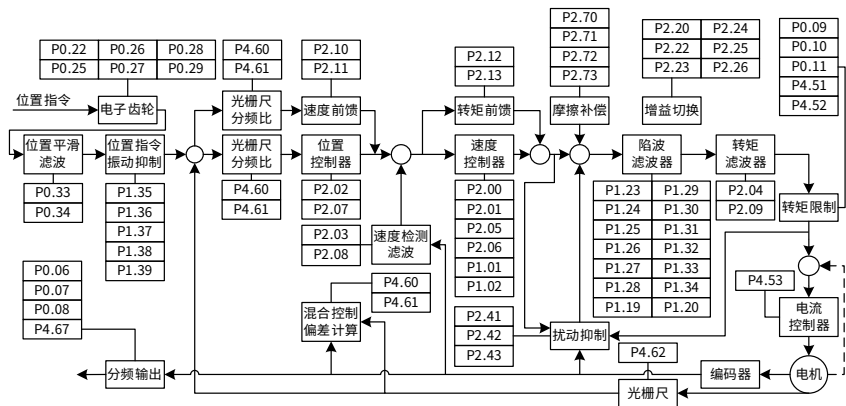 P0.22 P0.26 P0.28
P0.25 P0.27 P0.29
P4.60
P4.61
P2.10
P2.11
P2.12
P2.13
P2.70
P2.71
P2.72
P2.73
P2.20 P2.24
P2.22 P2.25
P2.23 P2.26
P0.09
P0.10
P0.11
P4.51
P4.52
位置指令
电子齿轮
光栅尺
分频比
速度前馈
转矩前馈
摩擦补偿
增益切换
位置平滑
滤波
位置指令
振动抑制
光栅尺
分频比
位置
控制器
速度
控制器
陷波
滤波器
转矩
滤波器
P0.33
P0.34
P1.35
P1.36
P1.37
P1.38
P1.39
P4.60
P4.61
P2.02
P2.07
P2.03
P2.08
速度检测
滤波
P2.00
P2.01
P2.05
P2.06
P1.01
P1.02
P1.23 P1.29
P1.24 P1.30
P1.25 P1.31
P1.26 P1.32
P1.27 P1.33
P1.28 P1.34
P1.19 P1.20
P2.04
P2.09
转矩限制
P0.06
P0.07
P0.08
P4.67
P4.60
P4.61
混合控制
偏差计算
P2.41
P2.42
P2.43
扰动抑制
P4.53
电流
控制器
P4.62
分频输出
编码器
电机
光栅尺